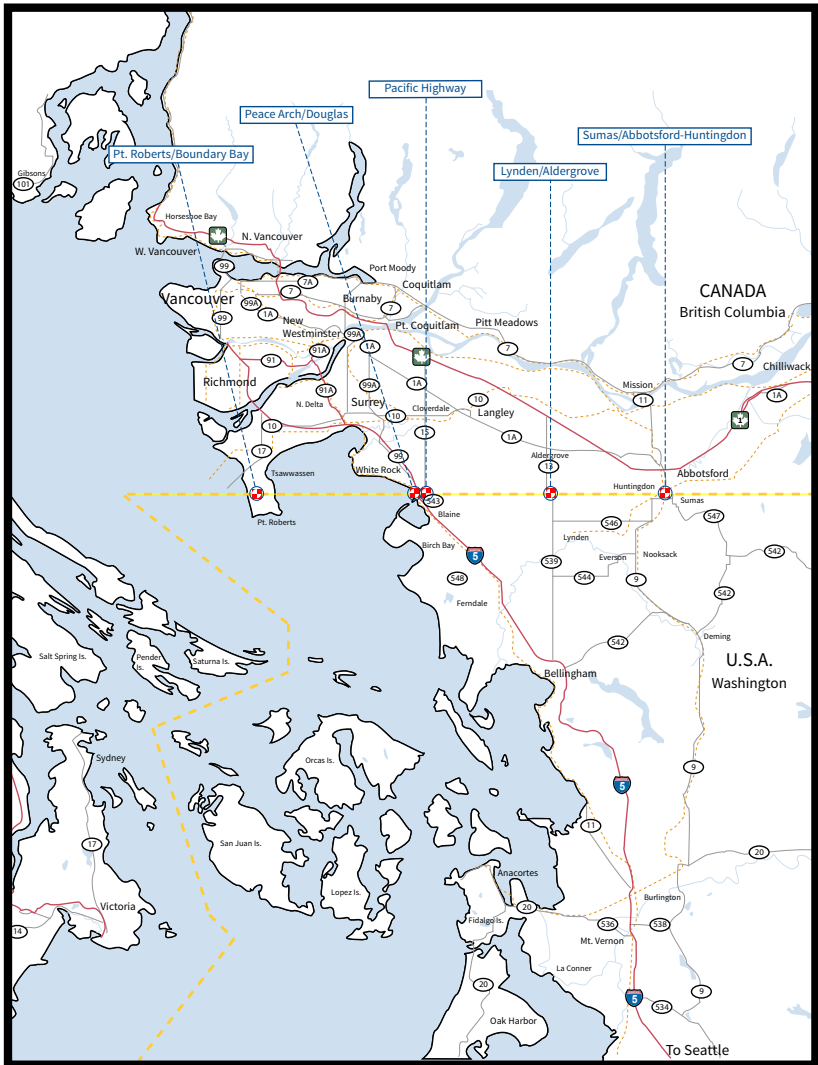 Pacific Highway
Peace Arch/Douglas
Sumas/Abbotsford-Huntingdon
Pt. Roberts/Boundary Bay
Lynden/Aldergrove
Gibsons
101
Horseshoe Bay
N. Vancouver
W. Vancouver
99
Port Moody
Coquitlam
7A
7
CANADA
British Columbia
Vancouver
99A
1A
Burnaby
7
99
New
Westminster
99A
Pt. Coquitlam
Pitt Meadows
1A
7
91A
91
7
Chilliwack
Richmond
91A
99A
1A
Mission
11
1A
N. Delta
Surrey
Cloverdale
10
Langley
10
1
10
15
1A
17
99
Aldergrove
13
White Rock
Tsawwassen
Abbotsford
Huntingdon
Sumas
543
Pt. Roberts
Blaine
546
547
Lynden
Birch Bay
5
539
Everson
Nooksack
542
548
544
9
542
Ferndale
542
Deming
Salt Spring Is.
Pender
Is.
Saturna Is.
U.S.A.
Washington
Bellingham
Sydney
Orcas Is.
9
5
11
San Juan Is.
17
20
Anacortes
Lopez Is.
Burlington
Victoria
20
Fidalgo Is.
536
538
14
Mt. Vernon
La Conner
20
5
9
534
Oak Harbor
To Seattle